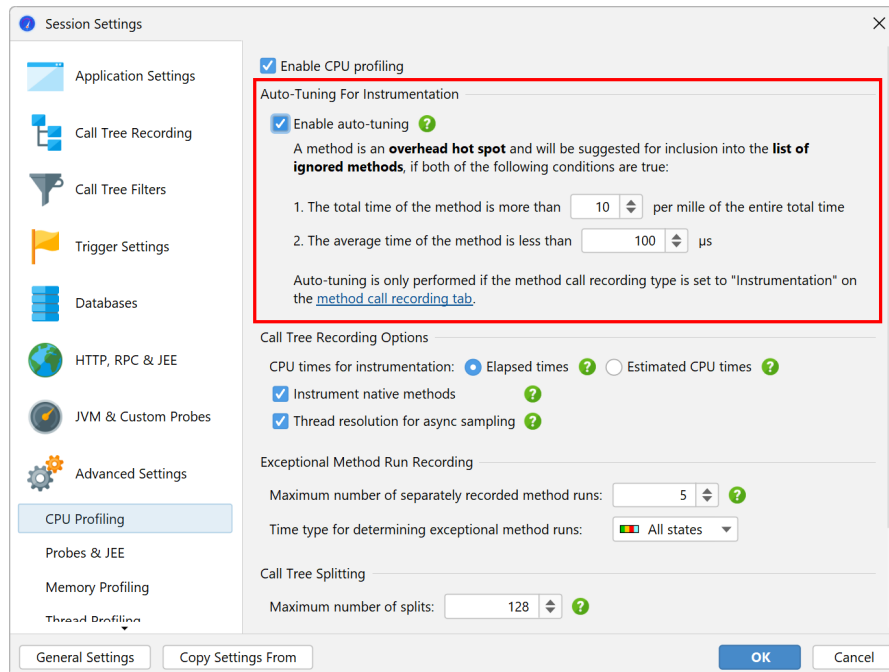 Session Settings
Application Settings
Call Tree Recording
Call Tree Filters
Trigger Settings
Databases
HTTP, RPC & JEE
JVM & Custom Probes
Advanced Settings
CPU Profiling
Probes & JEE
Memory Profiling
Thread Profiling
Enable CPU profiling
Auto-Tuning For Instrumentation
Enable auto-tuning
A method is an overhead hot spot and will be suggested for inclusion into the list of
ignored methods, if both of the following conditions are true:
1. The total time of the method is more than 10 per mille of the entire total time
2. The average time of the method is less than 100 µs
Auto-tuning is only performed if the method call recording type is set to "Instrumentation" on
the method call recording tab.
Call Tree Recording Options
CPU times for instrumentation: Elapsed times Estimated CPU times
Instrument native methods
Thread resolution for async sampling
Exceptional Method Run Recording
Maximum number of separately recorded method runs: 5
Time type for determining exceptional method runs: All states
Call Tree Splitting
Maximum number of splits: 128
General Settings
Copy Settings From
OK
Cancel